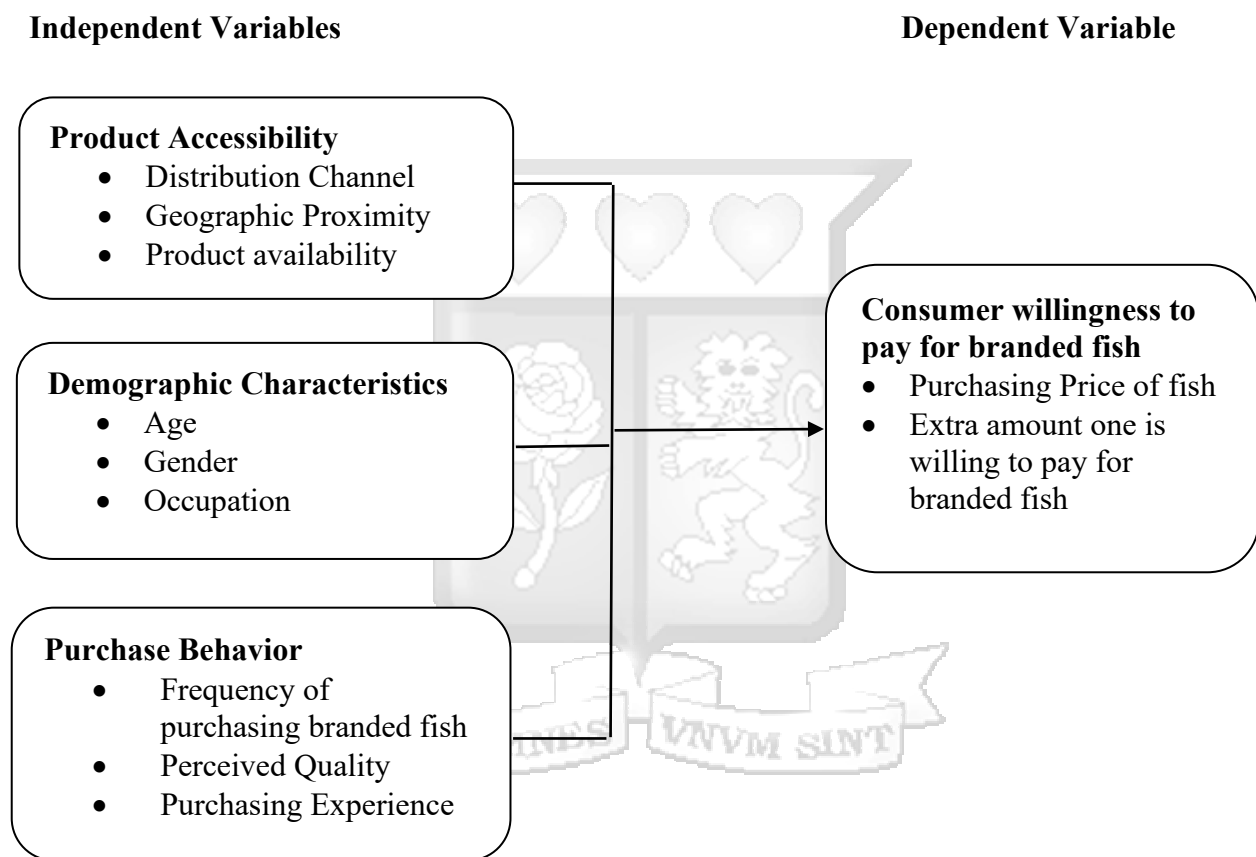 Independent Variables
Dependent Variable
Product Accessibility
• Distribution Channel
• Geographic Proximity
• Product availability
Demographic Characteristics
• Age
• Gender
• Occupation
Purchase Behavior
• Frequency of
purchasing branded fish
• Perceived Quality
• Purchasing Experience
Consumer willingness to
pay for branded fish
• Purchasing Price of fish
• Extra amount one is
willing to pay for
branded fish
VNVM SINT